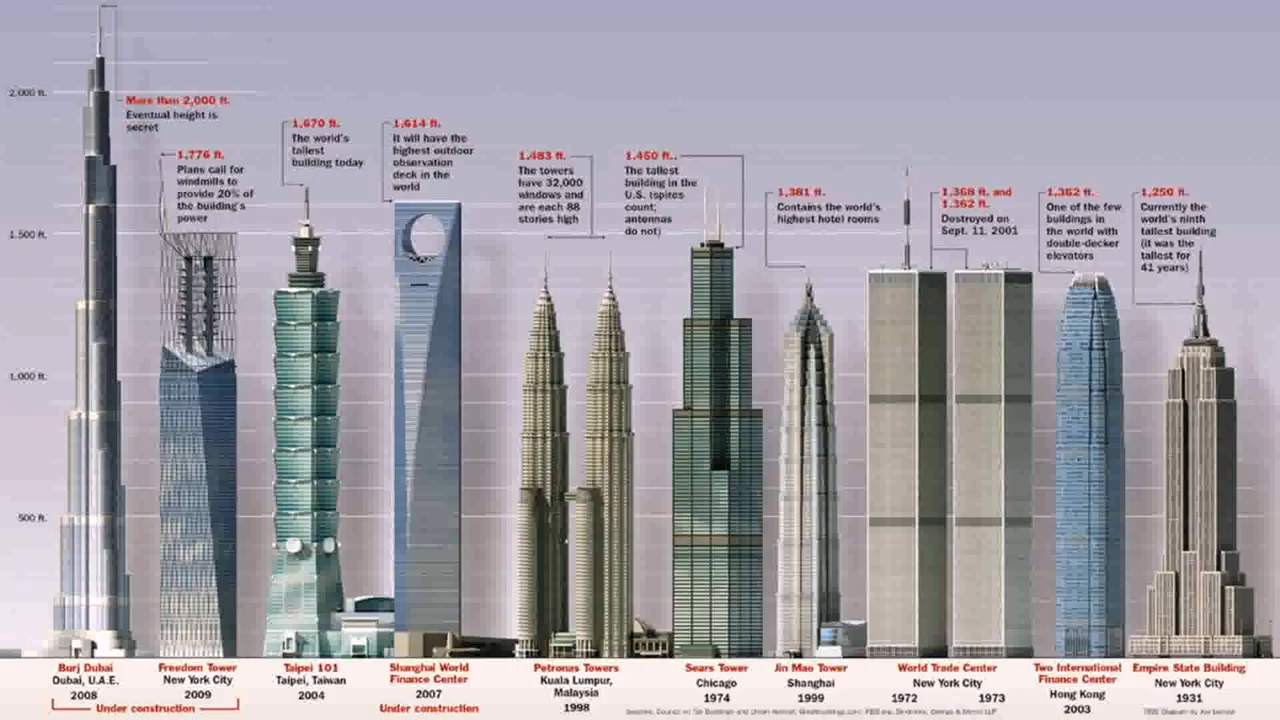 2,000 ft.
1,500 ft.
1,000 ft.
500 ft.
More than 2,000 ft.
Eventual height is
secret
1,776 ft.
Plans call for
windmills to
provide 20% of
the building's
power
1,670 ft.
The world's
tallest
building today
1,614 ft.
It will have the
highest outdoor
observation
deck in the
world
1,483 ft.
The towers
have 32,000
windows and
are each 88
stories high
1,450 ft..
The tallest
building in the
U.S. (spires
count;
antennas
do not)
1,381 ft.
Contains the world's
highest hotel rooms
1,368 ft. and
1,362 ft.
Destroyed on
Sept. 11, 2001
1,362 ft.
One of the few
buildings in
the world with
double-decker
elevators
1,250 ft.
Currently the
world's ninth
tallest building
(it was the
tallest for
41 years)
Burj Dubai
Dubai, U.A.E.
2008
Freedom Tower
New York City
2009
Under construction
Taipei 101
Taipei, Taiwan
2004
Shanghai World
Finance Center
2007
Under construction
Petronas Towers
Kuala Lumpur,
Malaysia
1998
Sears Tower
Chicago
1974
Jin Mao Tower
Shanghai
1999
World Trade Center
New York City
1972 1973
Two International
Finance Center
Hong Kong
2003
Empire State Building
New York City
1931